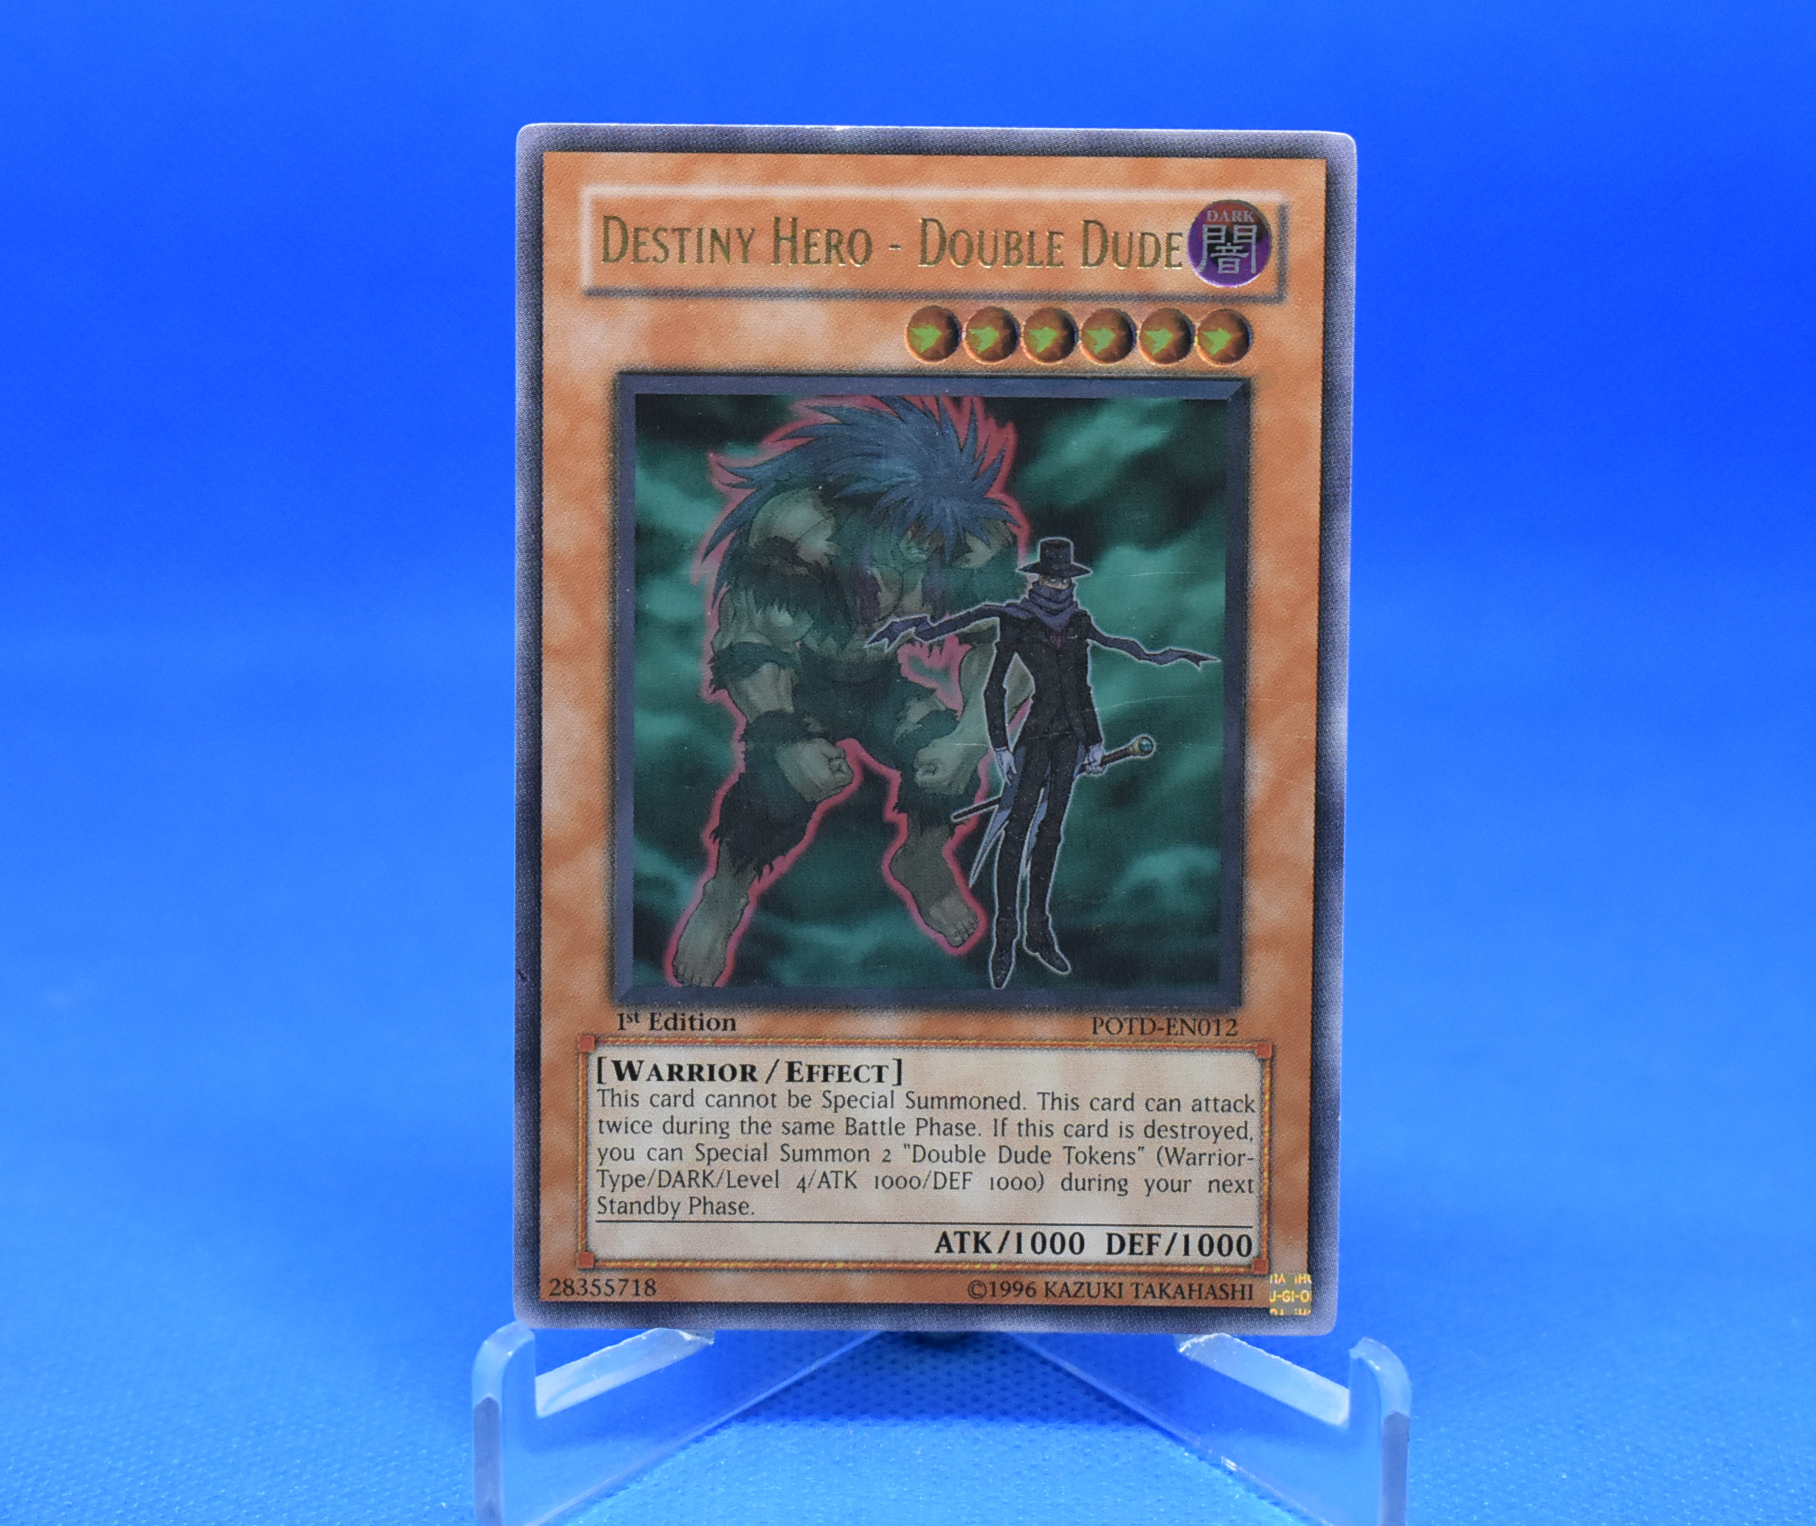 DESTINY HERO - DOUBLE DUDE
DARK
闇
1st Edition
POTD-EN012
[WARRIOR / EFFECT]
This card cannot be Special Summoned. This card can attack
twice during the same Battle Phase. If this card is destroyed,
you can Special Summon 2 "Double Dude Tokens" (Warrior-
Type/DARK/Level 4/ATK 1000/DEF 1000) during your next
Standby Phase.
ATK/1000 DEF/1000
28355718
©1996 KAZUKI TAKAHASHI